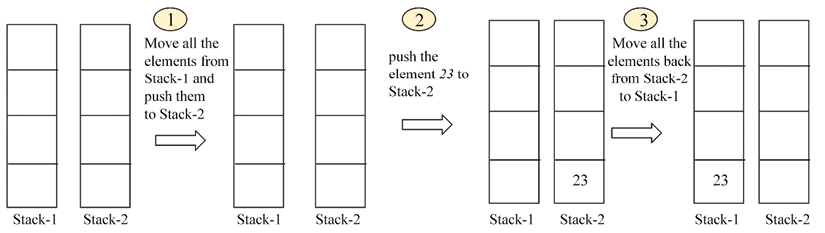 1
Move all the
elements from
Stack-1 and
push them
to Stack-2
2
push the
element 23 to
Stack-2
3
Move all the
elements back
from Stack-2
to Stack-1
23
23
Stack-1
Stack-2
Stack-1
Stack-2
Stack-1
Stack-2
Stack-1
Stack-2